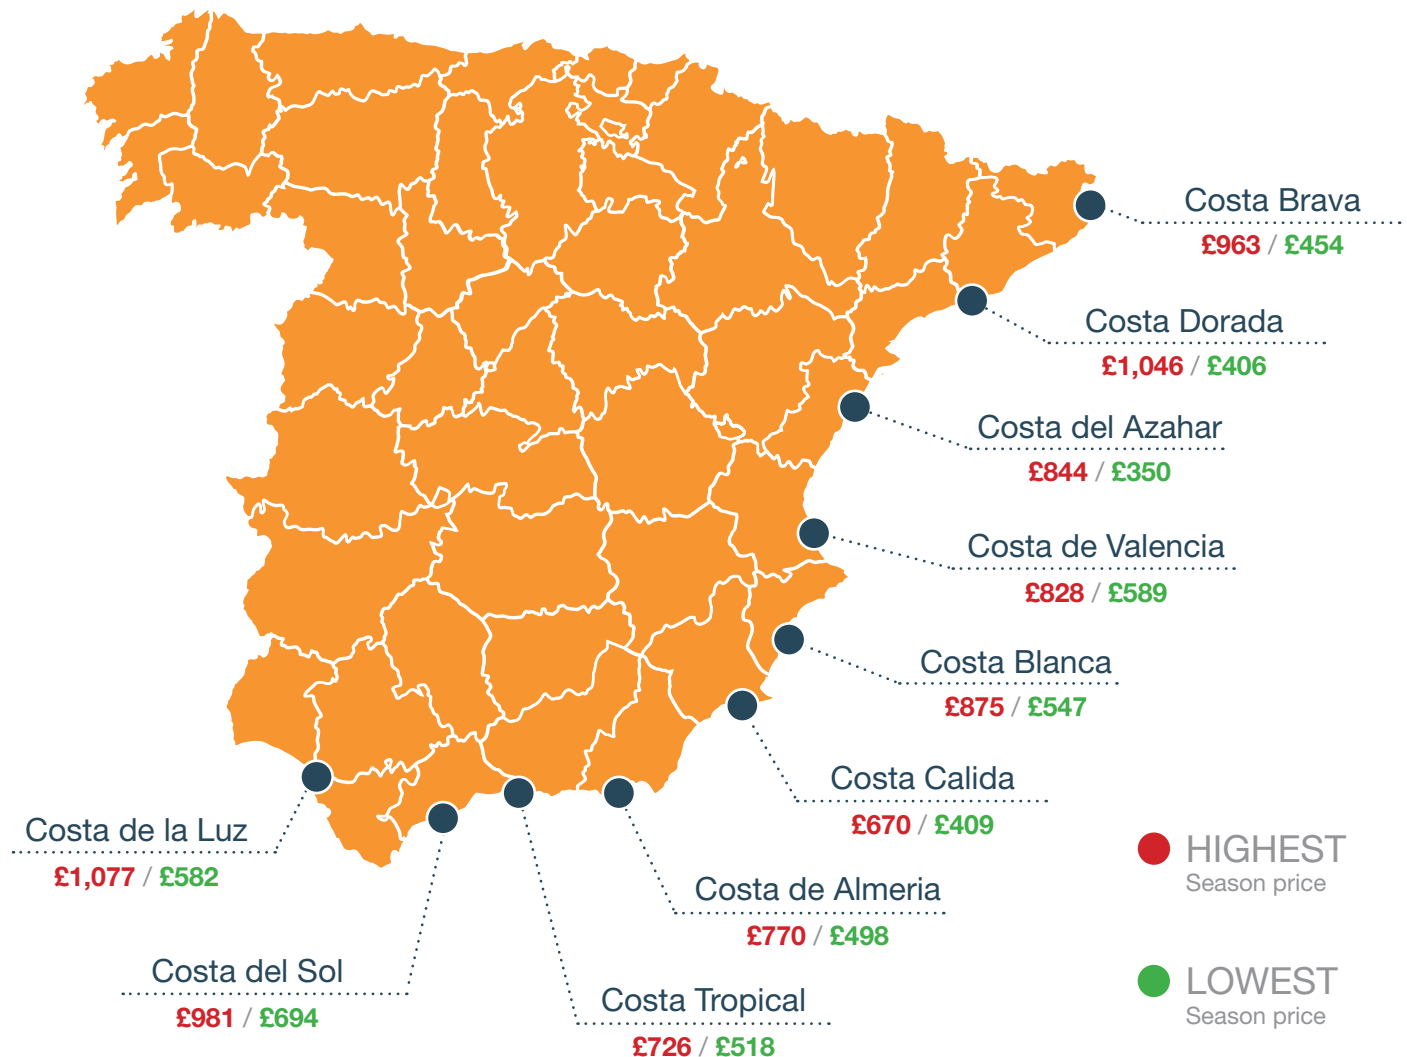 Costa Brava
£963 / £454
Costa Dorada
£1,046 / £406
Costa del Azahar
£844 / £350
Costa de Valencia
£828 / £589
Costa Blanca
£875 / £547
Costa Calida
£670 / £409
Costa de Almeria
£770 / £498
Costa Tropical
£726 / £518
Costa del Sol
£981 / £694
Costa de la Luz
£1,077 / £582
HIGHEST
Season price
LOWEST
Season price